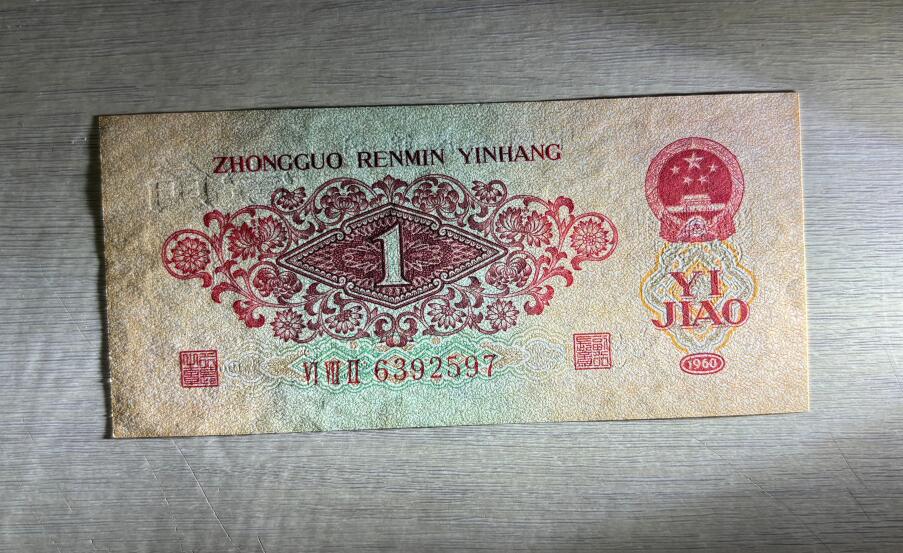 ZHONGGUO RENMIN YINHANG
1
YI
JIAO
VI VIII II 6392597
1960